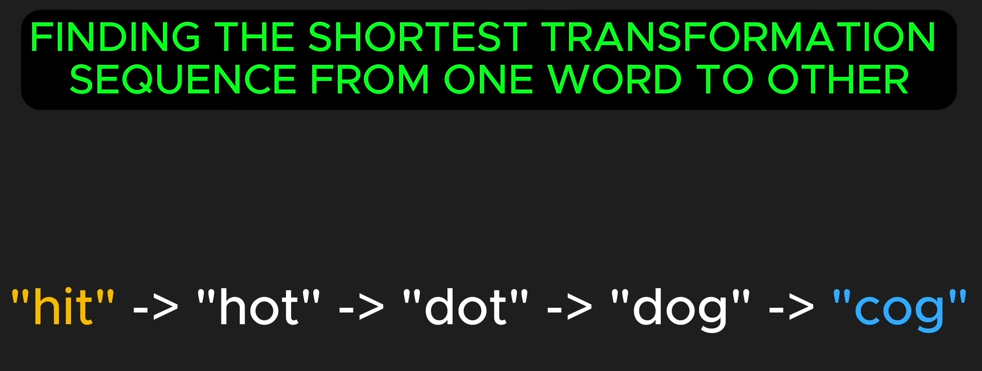 FINDING THE SHORTEST TRANSFORMATION
SEQUENCE FROM ONE WORD TO OTHER
"hit" -> "hot" -> "dot" -> "dog" -> "cog"